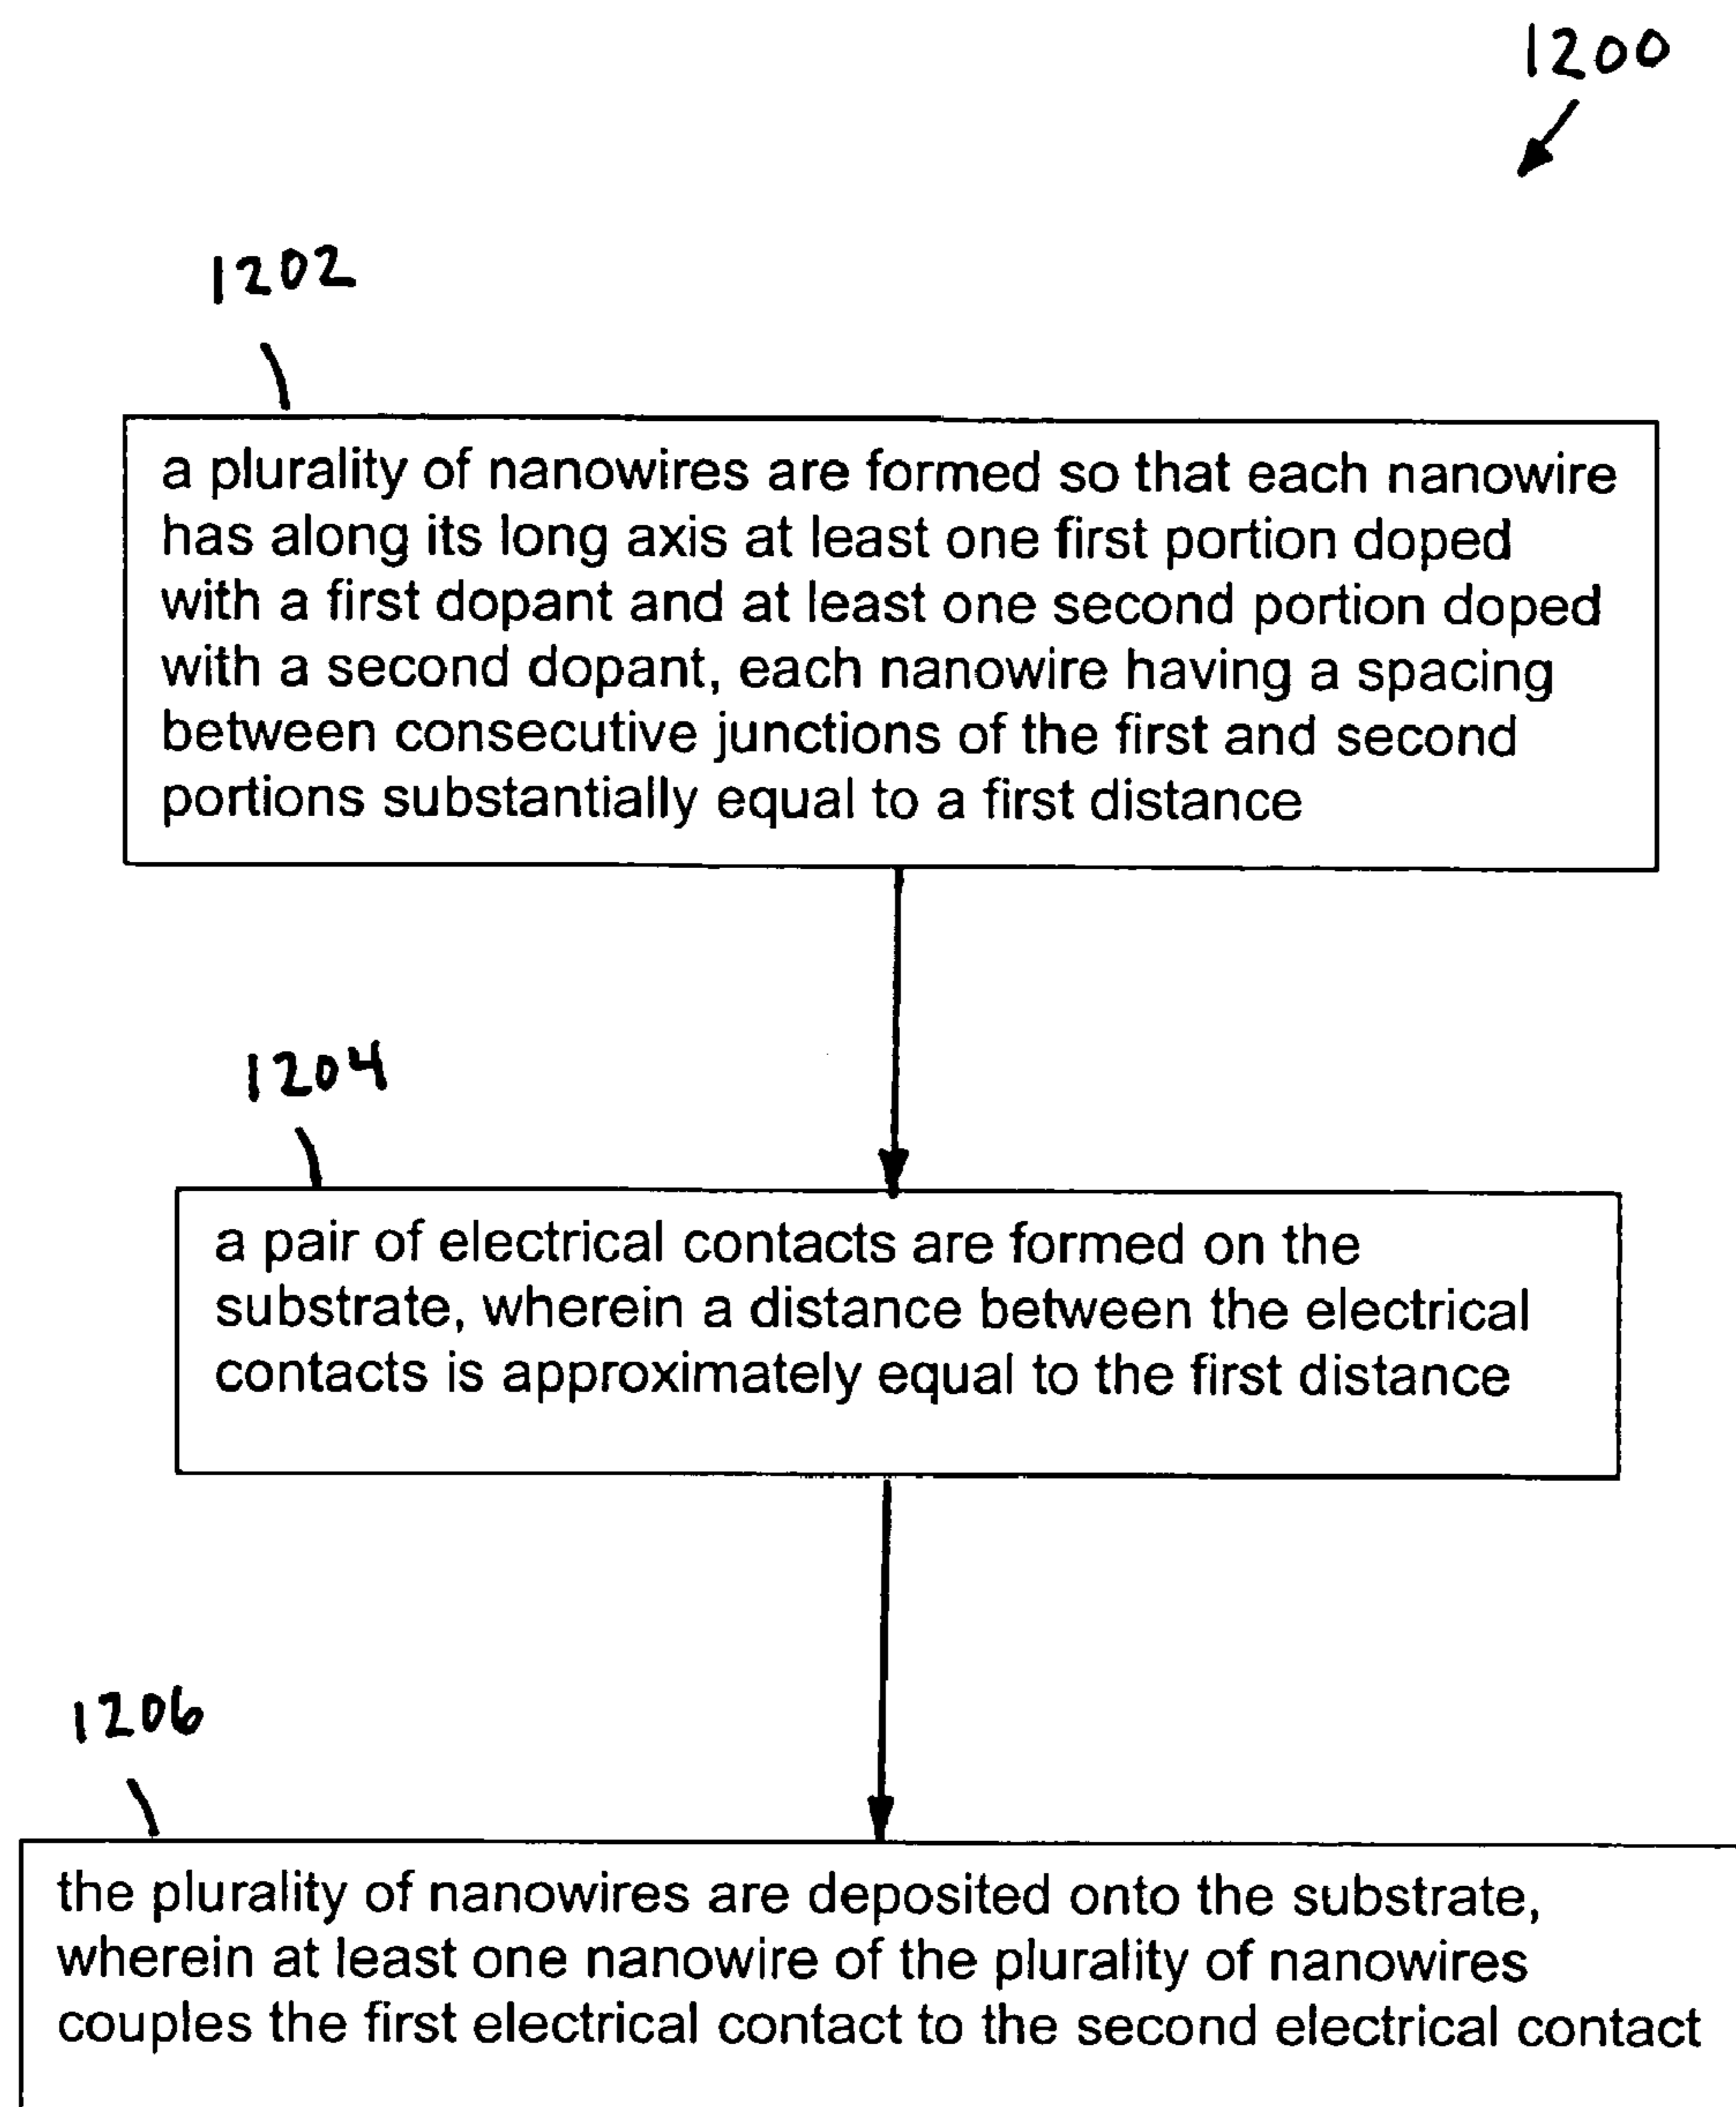 1200
1202
a plurality of nanowires are formed so that each nanowire
has along its long axis at least one first portion doped
with a first dopant and at least one second portion doped
with a second dopant, each nanowire having a spacing
between consecutive junctions of the first and second
portions substantially equal to a first distance
1204
a pair of electrical contacts are formed on the
substrate, wherein a distance between the electrical
contacts is approximately equal to the first distance
1206
the plurality of nanowires are deposited onto the substrate,
wherein at least one nanowire of the plurality of nanowires
couples the first electrical contact to the second electrical contact